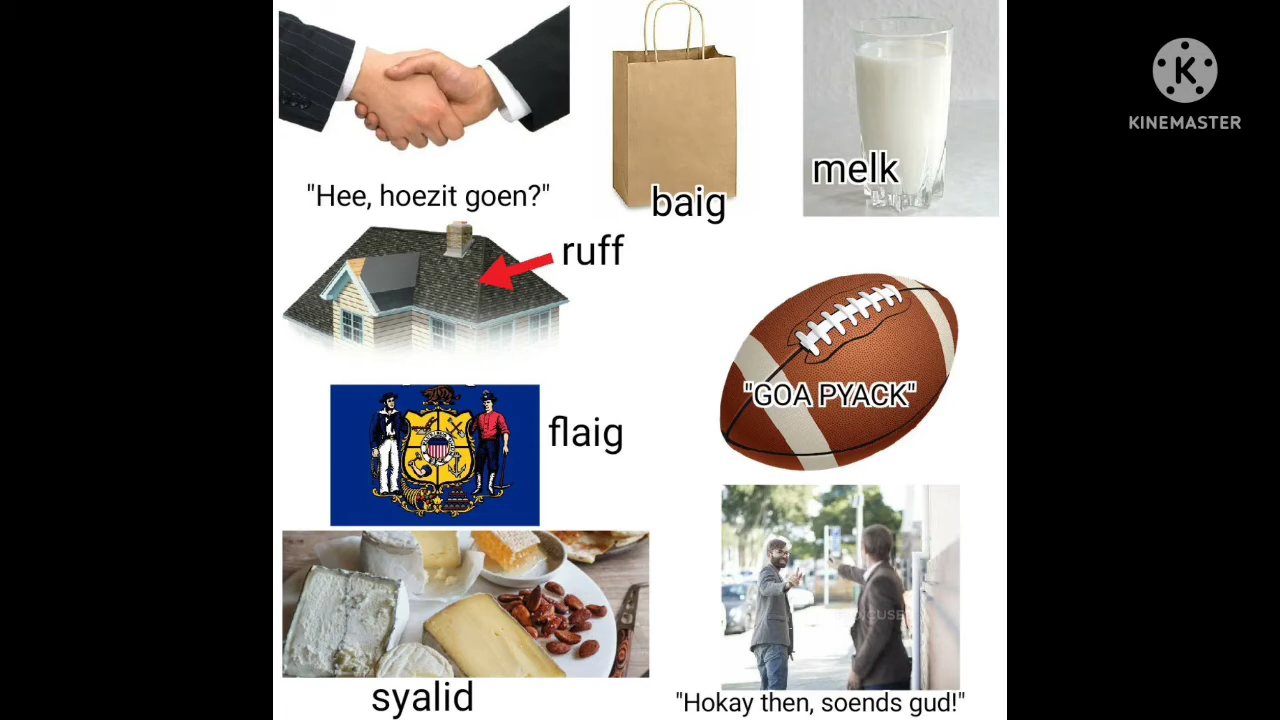 KINEMASTER
"Hee, hoezit goen?"
baig
melk
ruff
"GOA PYACK"
flaig
syalid
"Hokay then, soends gud!"